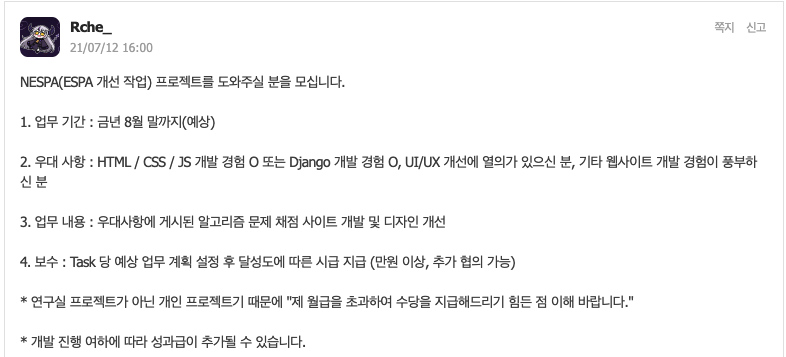 Rche_
쪽지 신고
21/07/12 16:00
NESPA(ESPA 개선 작업) 프로젝트를 도와주실 분을 모십니다.
1. 업무 기간 : 금년 8월 말까지(예상)
2. 우대 사항 : HTML / CSS / JS 개발 경험 O 또는 Django 개발 경험 O, UI/UX 개선에 열의가 있으신 분, 기타 웹사이트 개발 경험이 풍부하
신 분
3. 업무 내용 : 우대사항에 게시된 알고리즘 문제 채점 사이트 개발 및 디자인 개선
4. 보수 : Task 당 예상 업무 계획 설정 후 달성도에 따른 시급 지급 (만원 이상, 추가 협의 가능)
* 연구실 프로젝트가 아닌 개인 프로젝트기 때문에 "제 월급을 초과하여 수당을 지급해드리기 힘든 점 이해 바랍니다."
* 개발 진행 여하에 따라 성과급이 추가될 수 있습니다.